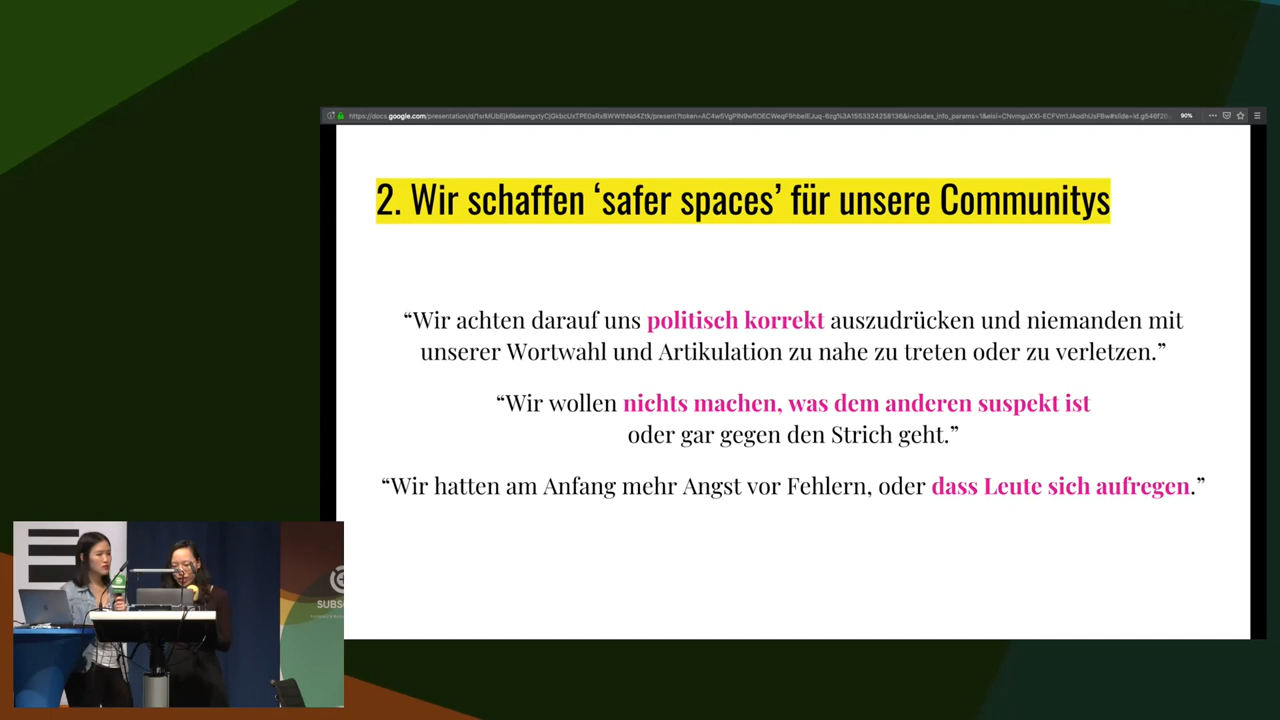 2. Wir schaffen ‘safer spaces’ für unsere Communitys
“Wir achten darauf uns politisch korrekt auszudrücken und niemanden mit
unserer Wortwahl und Artikulation zu nahe zu treten oder zu verletzen.”
“Wir wollen nichts machen, was dem anderen suspekt ist
oder gar gegen den Strich geht.”
“Wir hatten am Anfang mehr Angst vor Fehlern, oder dass Leute sich aufregen.”
90%